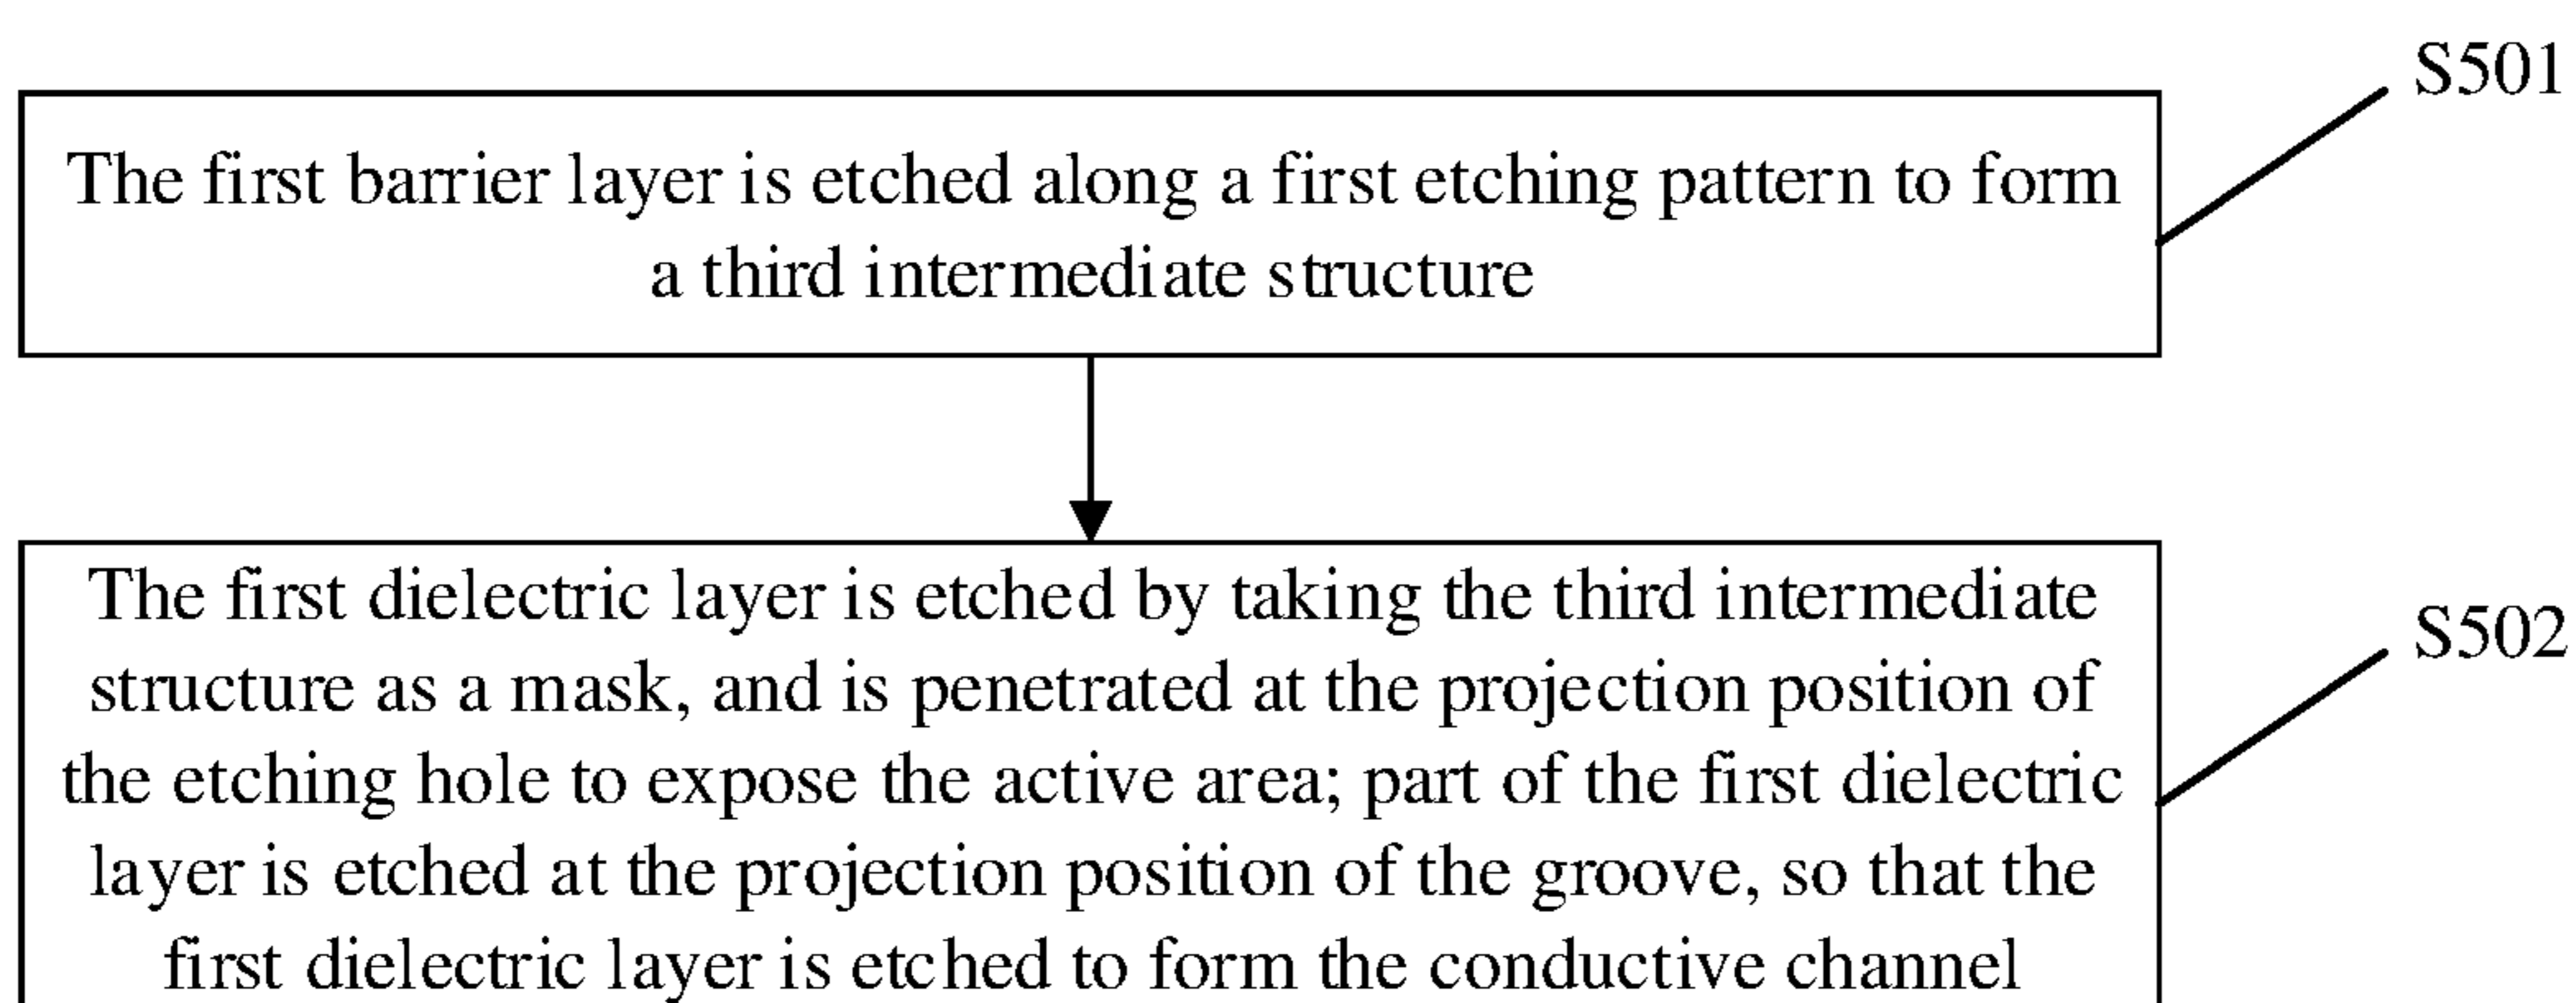 S501
The first barrier layer is etched along a first etching pattern to form
a third intermediate structure
The first dielectric layer is etched by taking the third intermediate
structure as a mask, and is penetrated at the projection position of
the etching hole to expose the active area; part of the first dielectric
layer is etched at the projection position of the groove, so that the
first dielectric layer is etched to form the conductive channel
S502